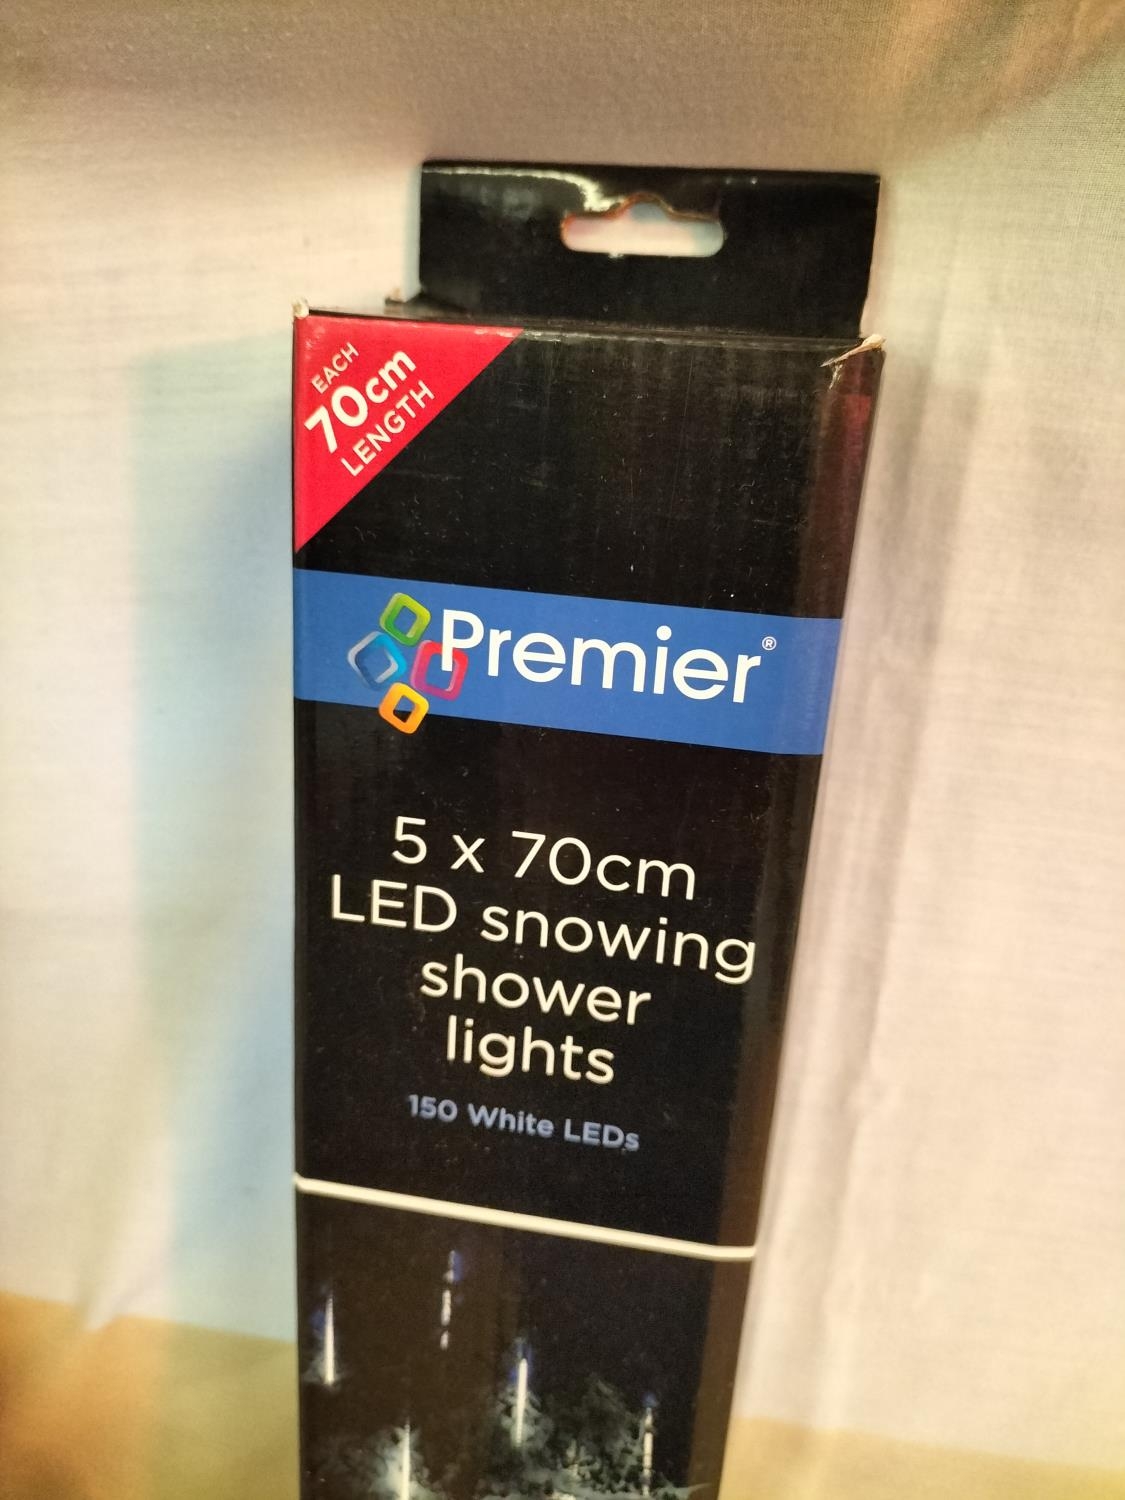 EACH
70cm
LENGTH
Premier®
5 x 70cm
LED snowing
shower
lights
150 White LEDs